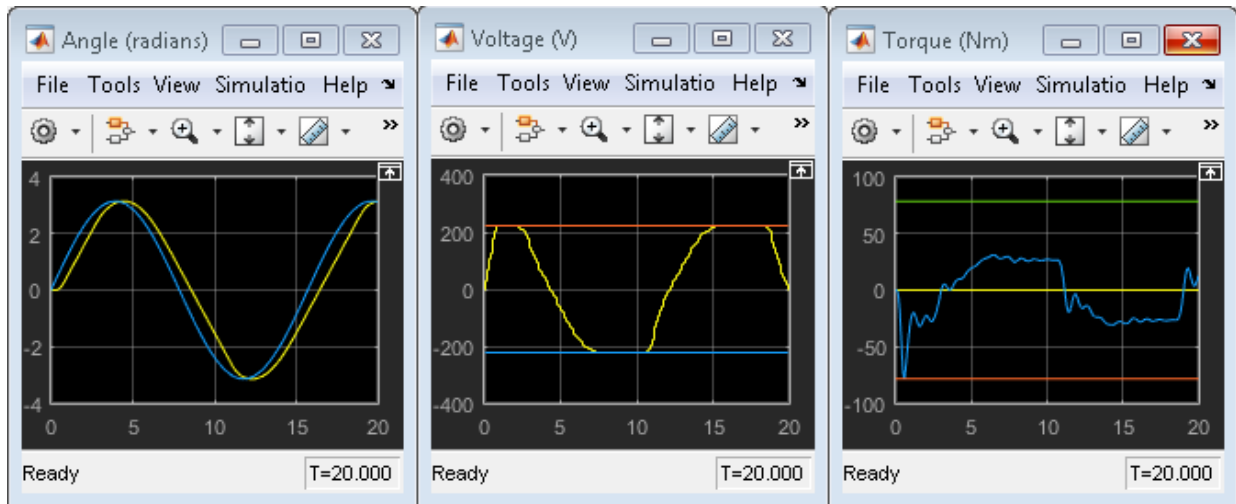 Angle (radians)
File Tools View Simulatio Help
4
2
0
-2
-4
0 5 10 15 20
Ready T=20.000
Voltage (V)
File Tools View Simulatio Help
400
200
0
-200
-400
0 5 10 15 20
Ready T=20.000
Torque (Nm)
File Tools View Simulatio Help
100
50
0
-50
-100
0 5 10 15 20
Ready T=20.000